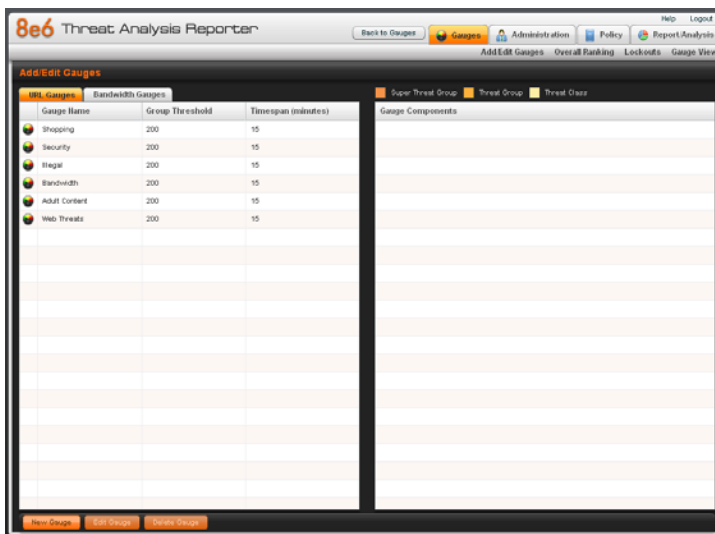 8e6 Threat Analysis Reporter
Help Logout
Back to Gauges Gauges Administration Policy Report/Analysis
Add/Edit Gauges Overall Ranking Lockouts Gauge View
Add/Edit Gauges
URL Gauges Bandwidth Gauges
Super Threat Group Threat Group Threat Class
Gauge Name Group Threshold Timespan (minutes)
Gauge Components
Shopping 200 15
Security 200 15
Illegal 200 15
Bandwidth 200 15
Adult Content 200 15
Web Threats 200 15
New Gauge Edit Gauge Delete Gauge